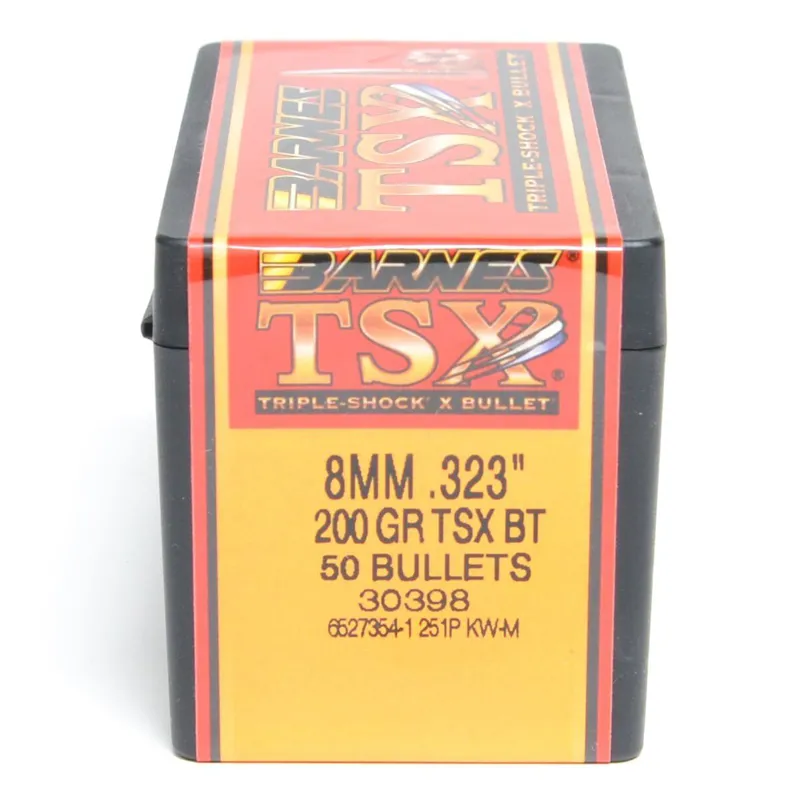 BARNES
TSX
TRIPLE-SHOCK X BULLET
BARNES®
TSX®
TRIPLE-SHOCK X BULLET
8MM .323"
200 GR TSX BT
50 BULLETS
30398
6527354-1 251P KW-M